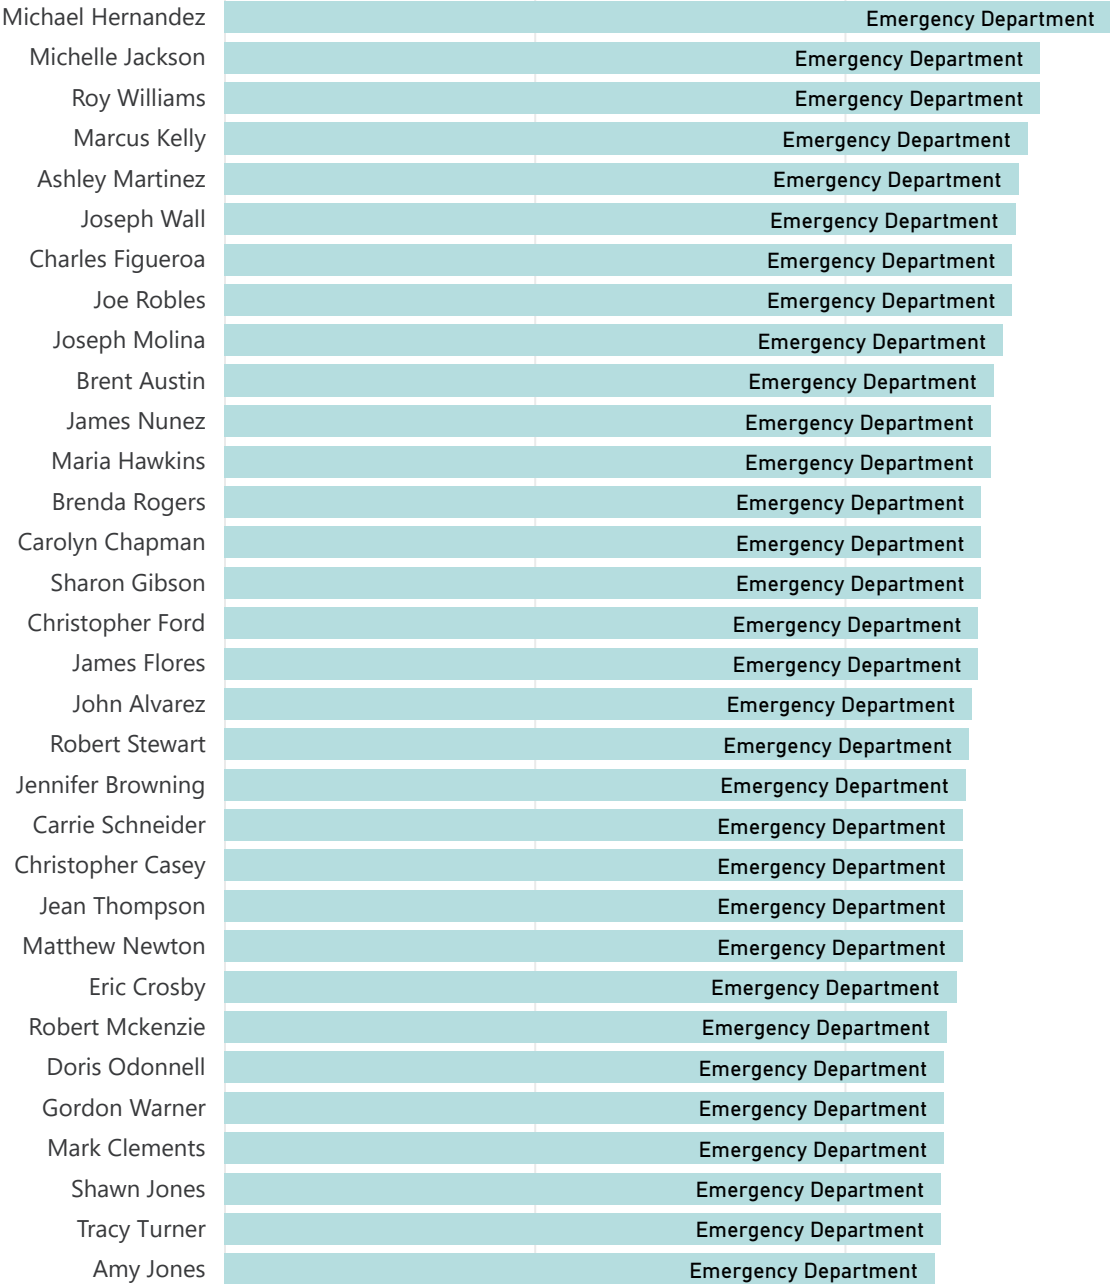 Michael Hernandez Emergency Department
Michelle Jackson Emergency Department
Roy Williams Emergency Department
Marcus Kelly Emergency Department
Ashley Martinez Emergency Department
Joseph Wall Emergency Department
Charles Figueroa Emergency Department
Joe Robles Emergency Department
Joseph Molina Emergency Department
Brent Austin Emergency Department
James Nunez Emergency Department
Maria Hawkins Emergency Department
Brenda Rogers Emergency Department
Carolyn Chapman Emergency Department
Sharon Gibson Emergency Department
Christopher Ford Emergency Department
James Flores Emergency Department
John Alvarez Emergency Department
Robert Stewart Emergency Department
Jennifer Browning Emergency Department
Carrie Schneider Emergency Department
Christopher Casey Emergency Department
Jean Thompson Emergency Department
Matthew Newton Emergency Department
Eric Crosby Emergency Department
Robert Mckenzie Emergency Department
Doris Odonnell Emergency Department
Gordon Warner Emergency Department
Mark Clements Emergency Department
Shawn Jones Emergency Department
Tracy Turner Emergency Department
Amy Jones Emergency Department